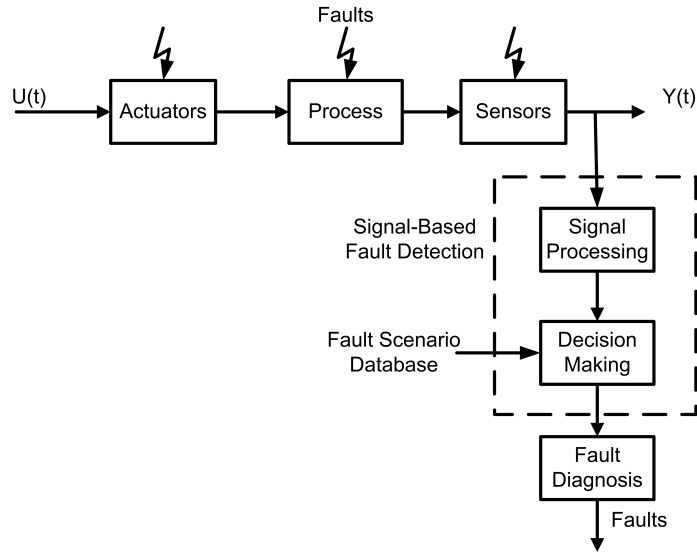 Faults
U(t)
Actuators
Process
Sensors
Y(t)
Signal-Based
Fault Detection
Signal
Processing
Fault Scenario
Database
Decision
Making
Fault
Diagnosis
Faults